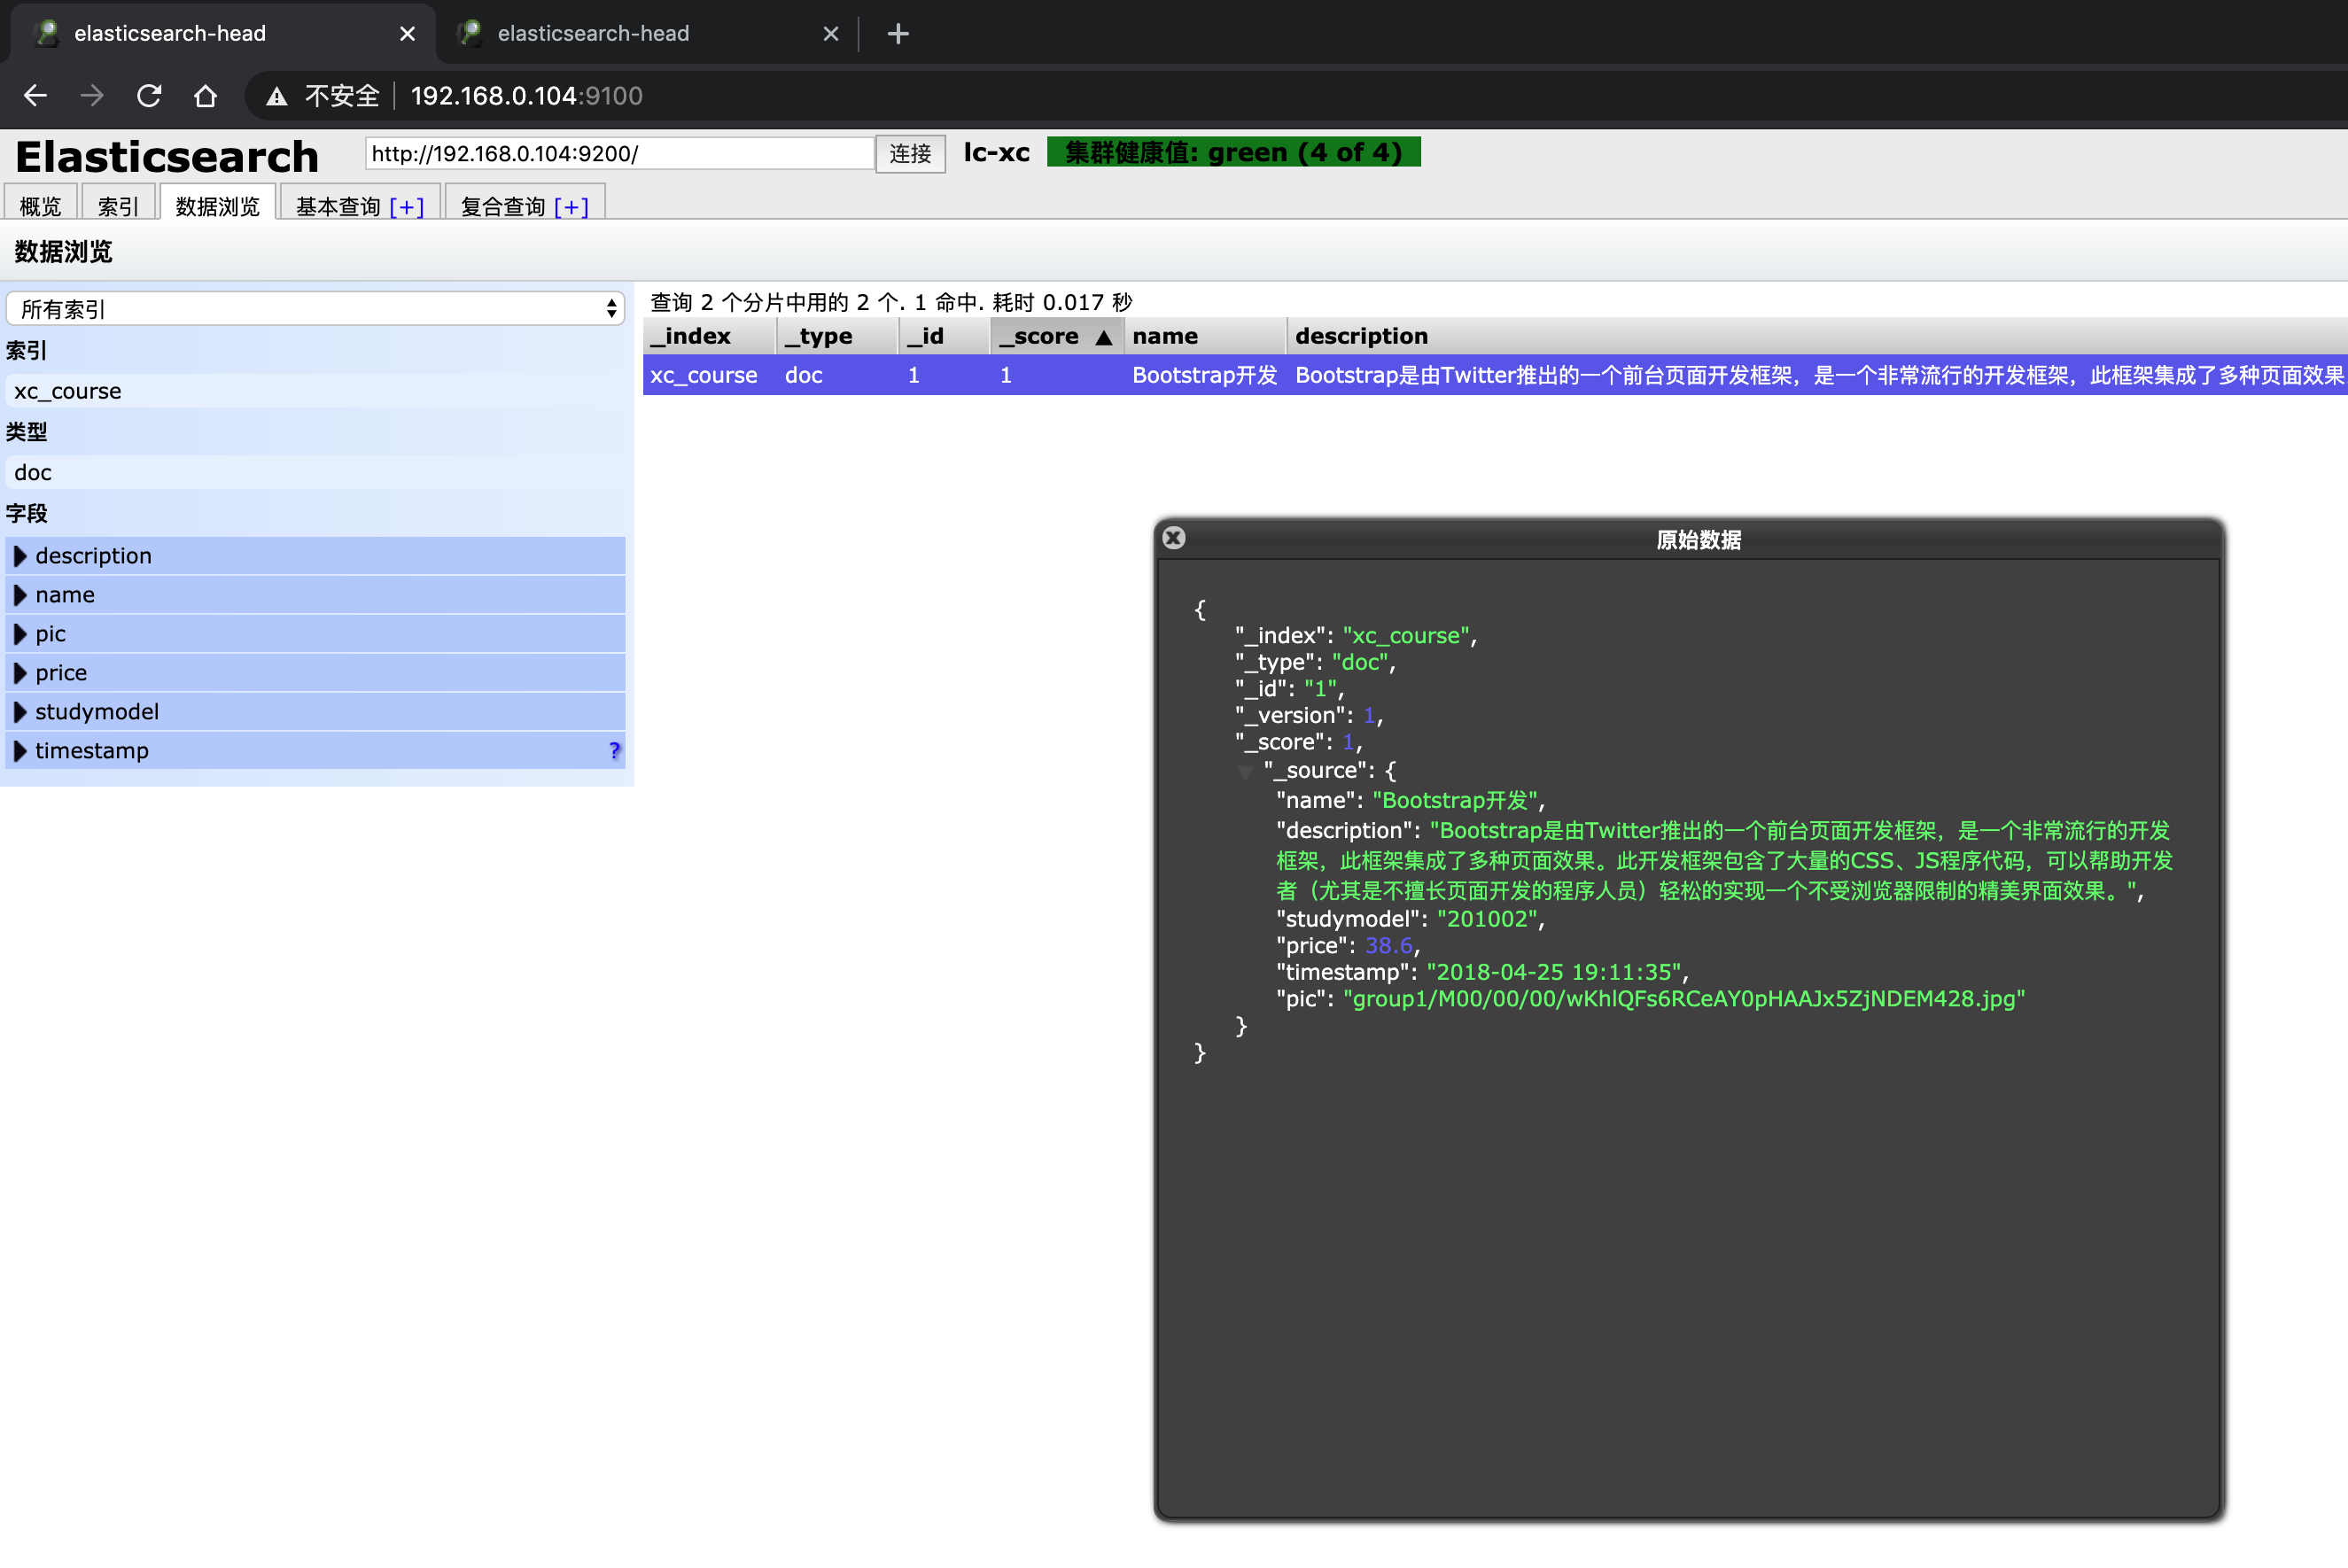 elasticsearch-head
elasticsearch-head
不安全 192.168.0.104:9100
Elasticsearch http://192.168.0.104:9200/ 连接 lc-xc 集群健康值: green (4 of 4)
概览 索引 数据浏览 基本查询 [+] 复合查询 [+]
数据浏览
所有索引
索引
xc_course
类型
doc
字段
description
name
pic
price
studymodel
timestamp ?
查询 2 个分片中用的 2 个. 1 命中. 耗时 0.017 秒
_index _type _id _score ▲ name description
xc_course doc 1 1 Bootstrap开发 Bootstrap是由Twitter推出的一个前台页面开发框架，是一个非常流行的开发框架，此框架集成了多种页面效果
原始数据
{
"_index": "xc_course",
"_type": "doc",
"_id": "1",
"_version": 1,
"_score": 1,
"_source": {
"name": "Bootstrap开发",
"description": "Bootstrap是由Twitter推出的一个前台页面开发框架，是一个非常流行的开发
框架，此框架集成了多种页面效果。此开发框架包含了大量的CSS、JS程序代码，可以帮助开发
者（尤其是不擅长页面开发的程序人员）轻松的实现一个不受浏览器限制的精美界面效果。",
"studymodel": "201002",
"price": 38.6,
"timestamp": "2018-04-25 19:11:35",
"pic": "group1/M00/00/00/wKhlQFs6RCeAY0pHAAJx5ZjNDEM428.jpg"
}
}